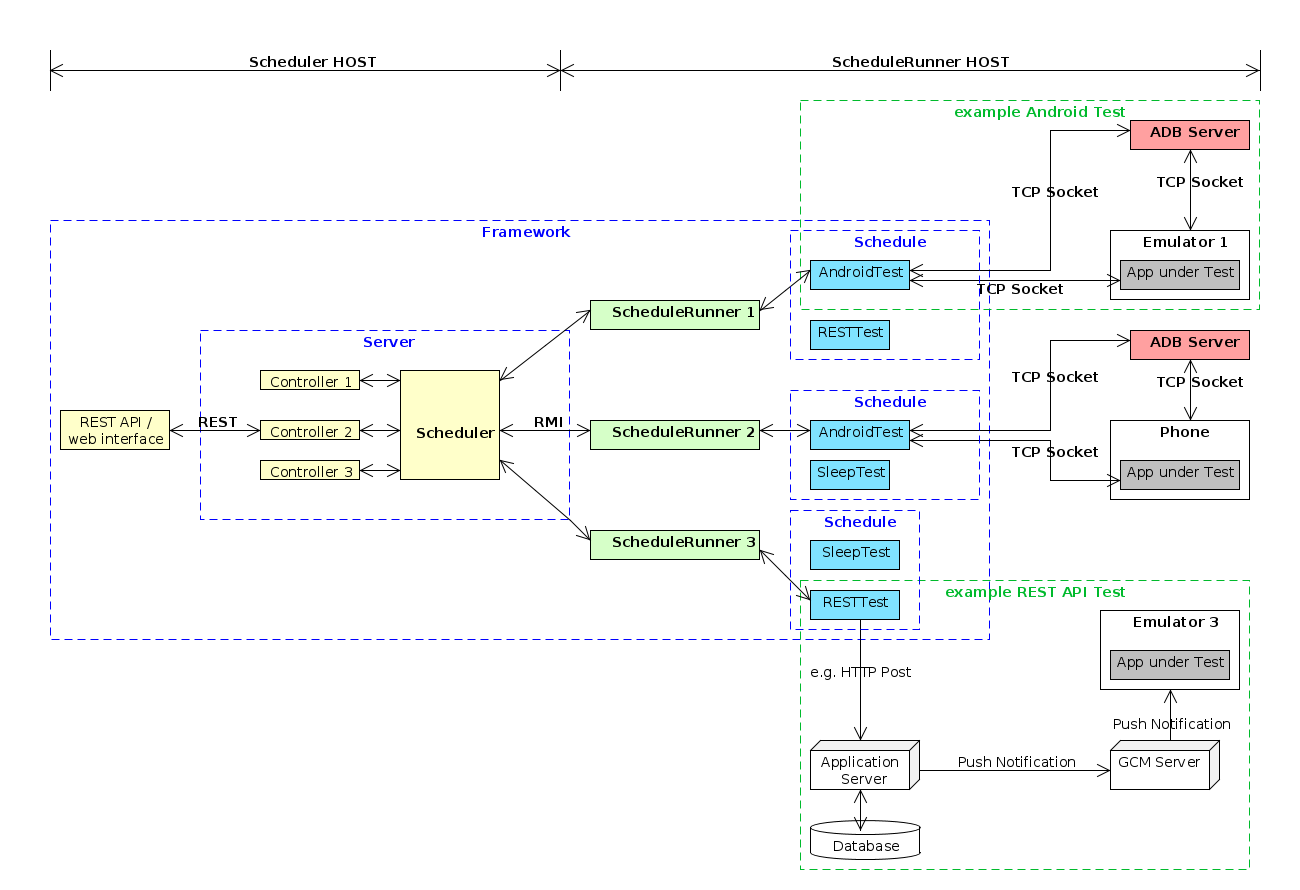 Scheduler HOST
ScheduleRunner HOST
example Android Test
ADB Server
TCP Socket
TCP Socket
Framework
Schedule
Emulator 1
AndroidTest
App under Test
TCP Socket
ScheduleRunner 1
RESTTest
Server
ADB Server
Controller 1
TCP Socket
TCP Socket
Schedule
REST API /
web interface
REST
Controller 2
Scheduler
RMI
ScheduleRunner 2
AndroidTest
Phone
TCP Socket
Controller 3
SleepTest
App under Test
Schedule
ScheduleRunner 3
SleepTest
example REST API Test
RESTTest
Emulator 3
App under Test
e.g. HTTP Post
Push Notification
Application
Server
Push Notification
GCM Server
Database